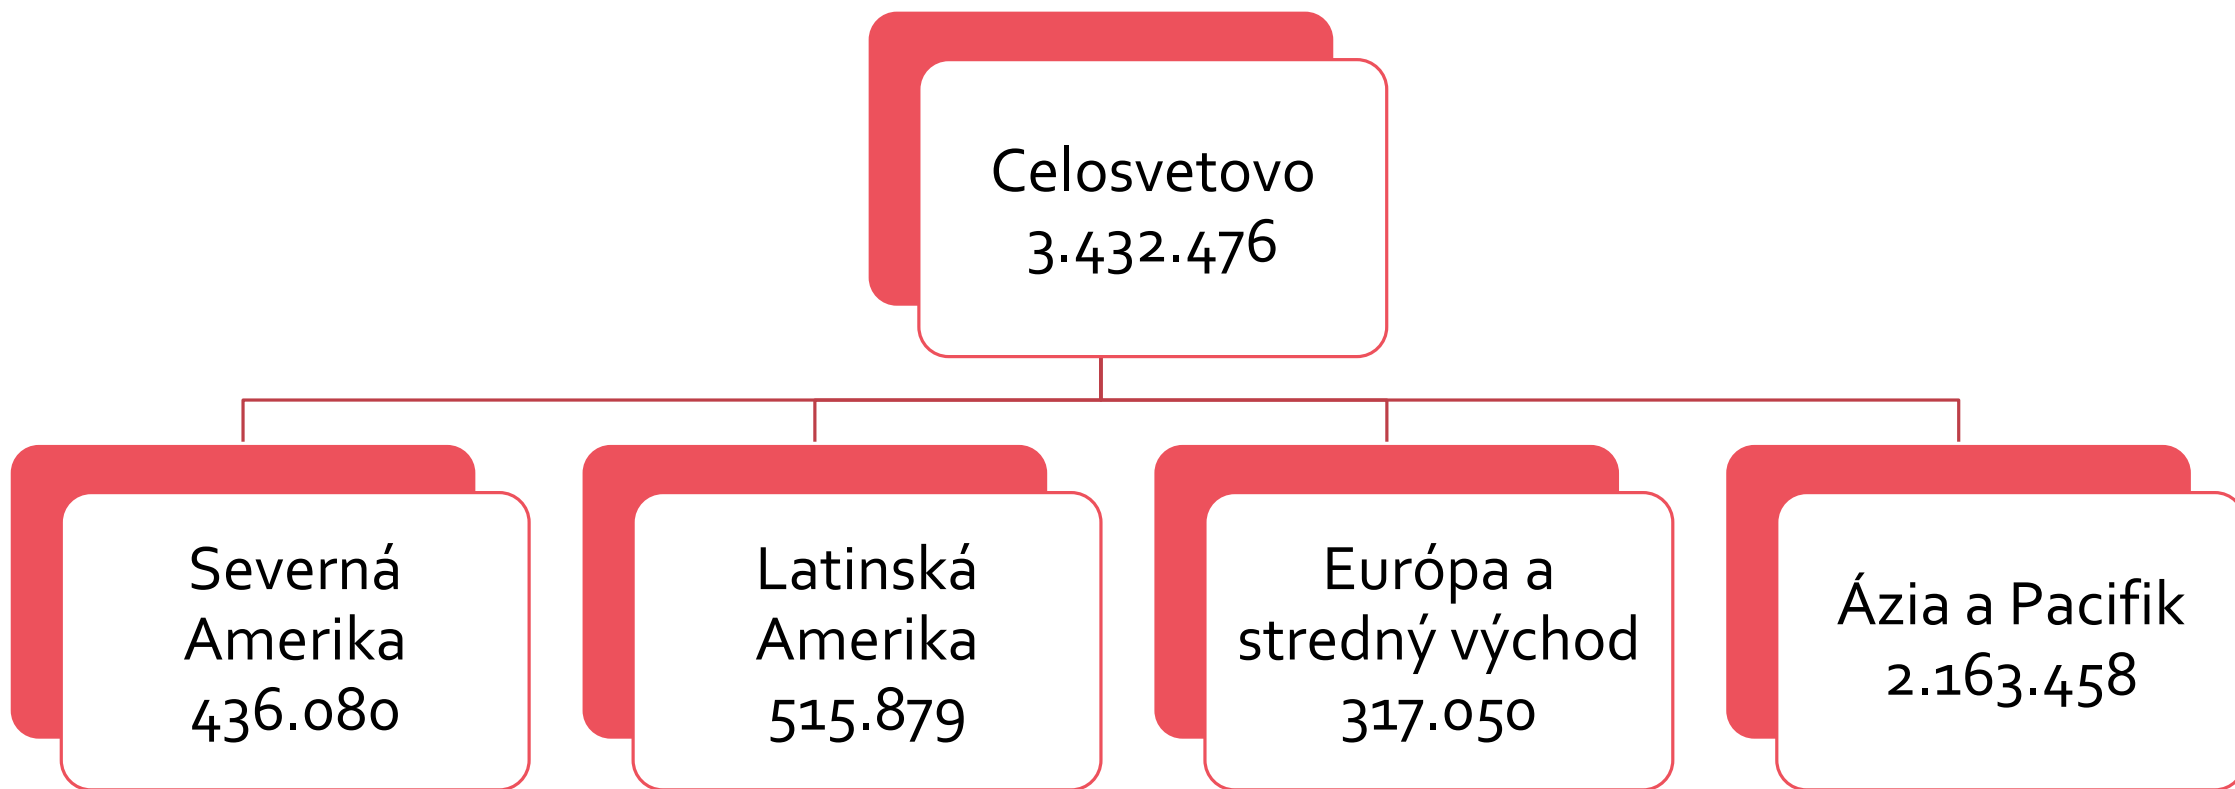 Celosvetovo
3.432.476
Severná
Amerika
436.080
Latinská
Amerika
515.879
Európa a
stredný východ
317.050
Ázia a Pacifik
2.163.458